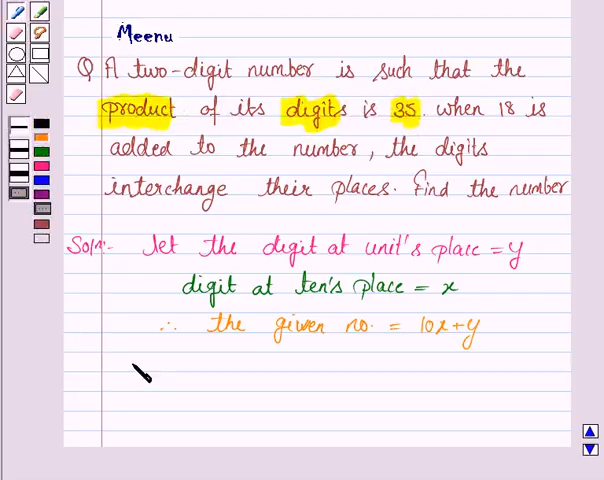 Meenu
Q A two-digit number is such that the
product of its digits is 35. when 18 is
added to the number, the digits
interchange their places. Find the number
Soln:- let the digit at unit's place = y
digit at ten's place = x
∴ the given no. = 10x+y